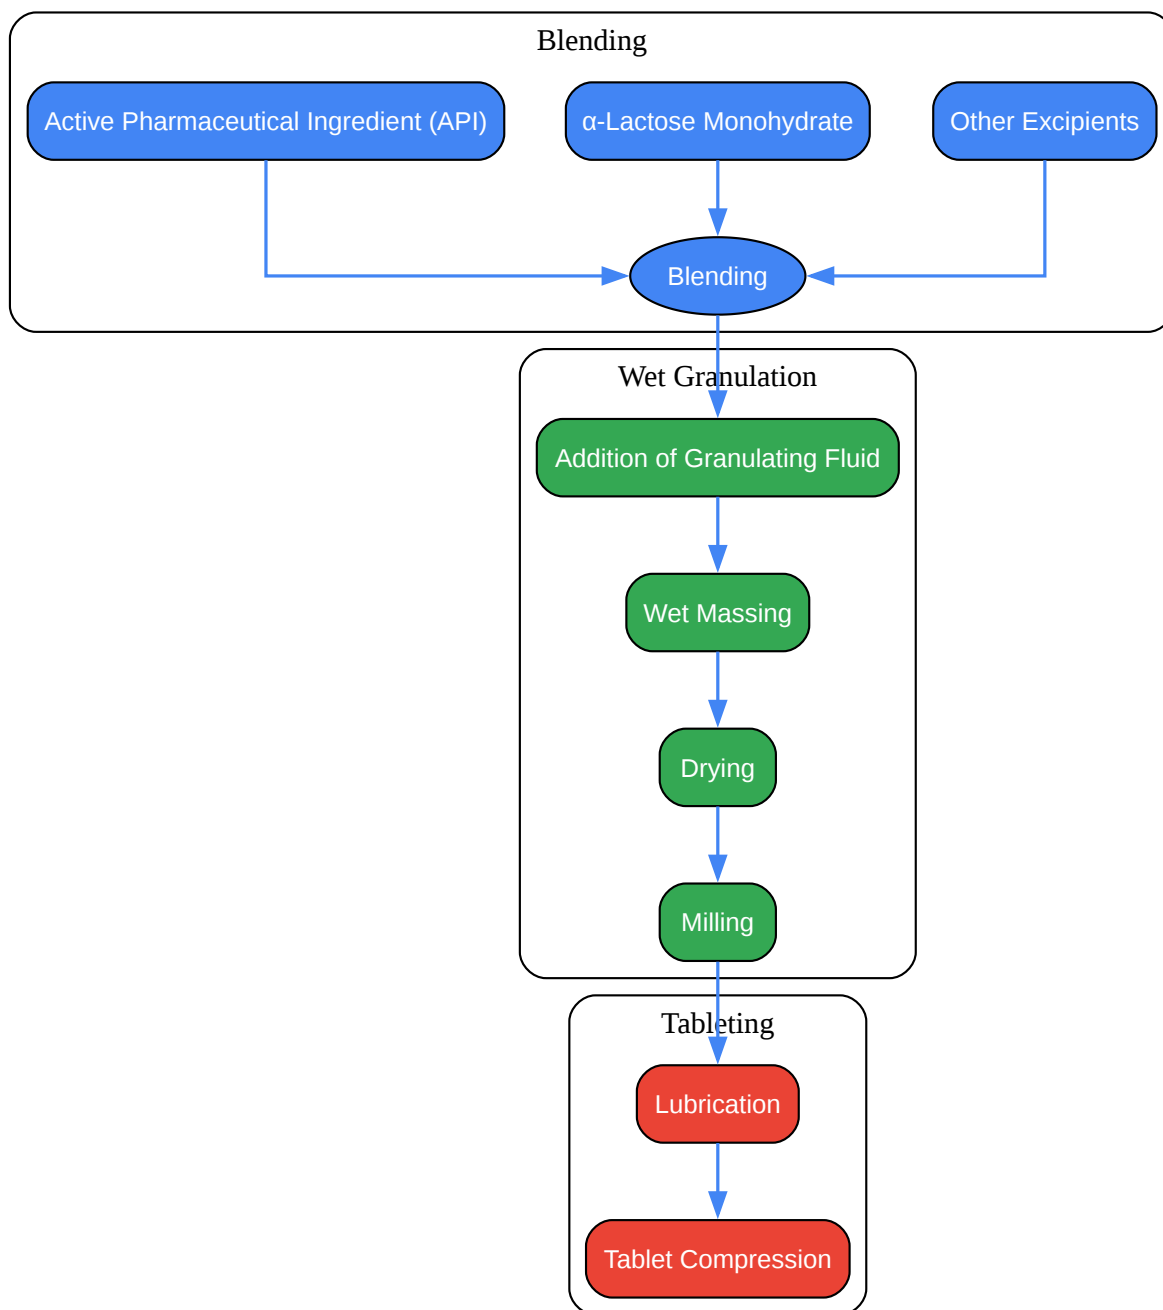 Blending
Active Pharmaceutical Ingredient (API)
α-Lactose Monohydrate
Other Excipients
Blending
Wet Granulation
Addition of Granulating Fluid
Wet Massing
Drying
Milling
Tableting
Lubrication
Tablet Compression